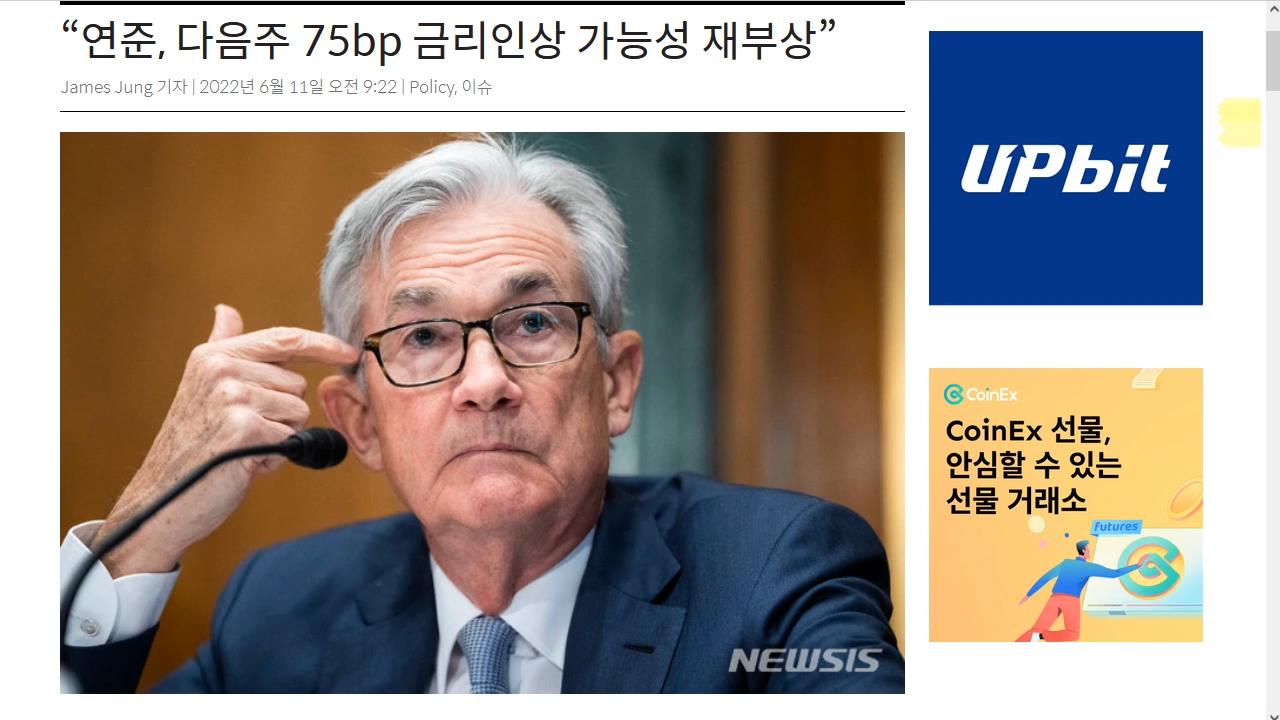 “연준, 다음주 75bp 금리인상 가능성 재부상”
James Jung 기자 | 2022년 6월 11일 오전 9:22 | Policy, 이슈
NEWSIS
UPbit
CoinEx
CoinEx 선물,
안심할 수 있는
선물 거래소
futures